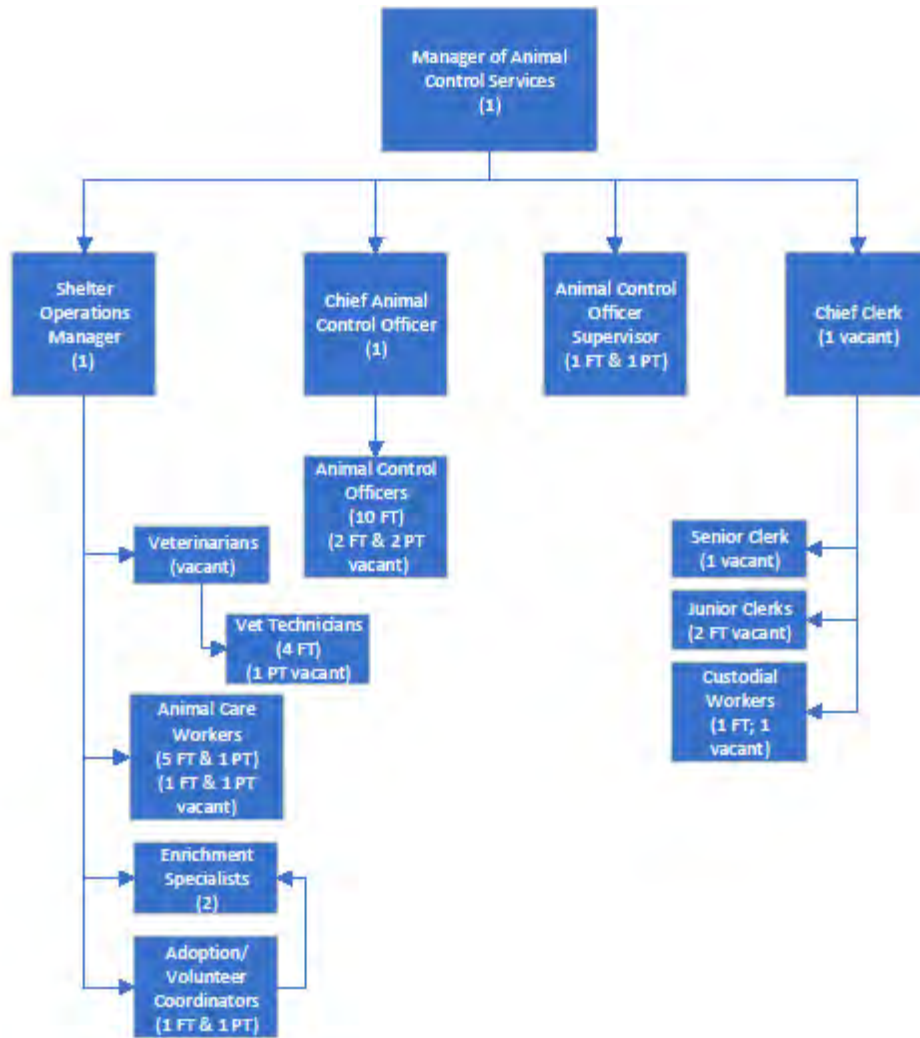 Manager of Animal
Control Services
(1)
Shelter
Operations
Manager
(1)
Chief Animal
Control Officer
(1)
Animal Control
Officer
Supervisor
(1 FT & 1 PT)
Chief Clerk
(1 vacant)
Animal Control
Officers
(10 FT)
(2 FT & 2 PT
vacant)
Veterinarians
(vacant)
Vet Technicians
(4 FT)
(1 PT vacant)
Animal Care
Workers
(5 FT & 1 PT)
(1 FT & 1 PT
vacant)
Enrichment
Specialists
(2)
Adoption/
Volunteer
Coordinators
(1 FT & 1 PT)
Senior Clerk
(1 vacant)
Junior Clerks
(2 FT vacant)
Custodial
Workers
(1 FT; 1
vacant)